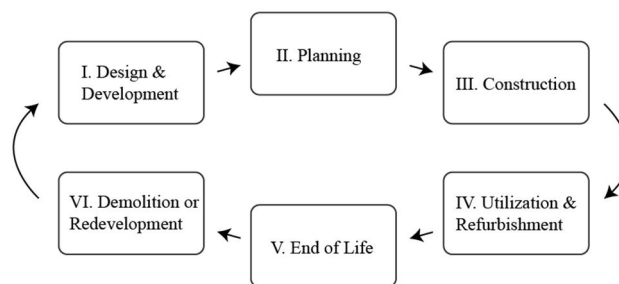 I. Design &
Development
II. Planning
III. Construction
IV. Utilization &
Refurbishment
V. End of Life
VI. Demolition or
Redevelopment